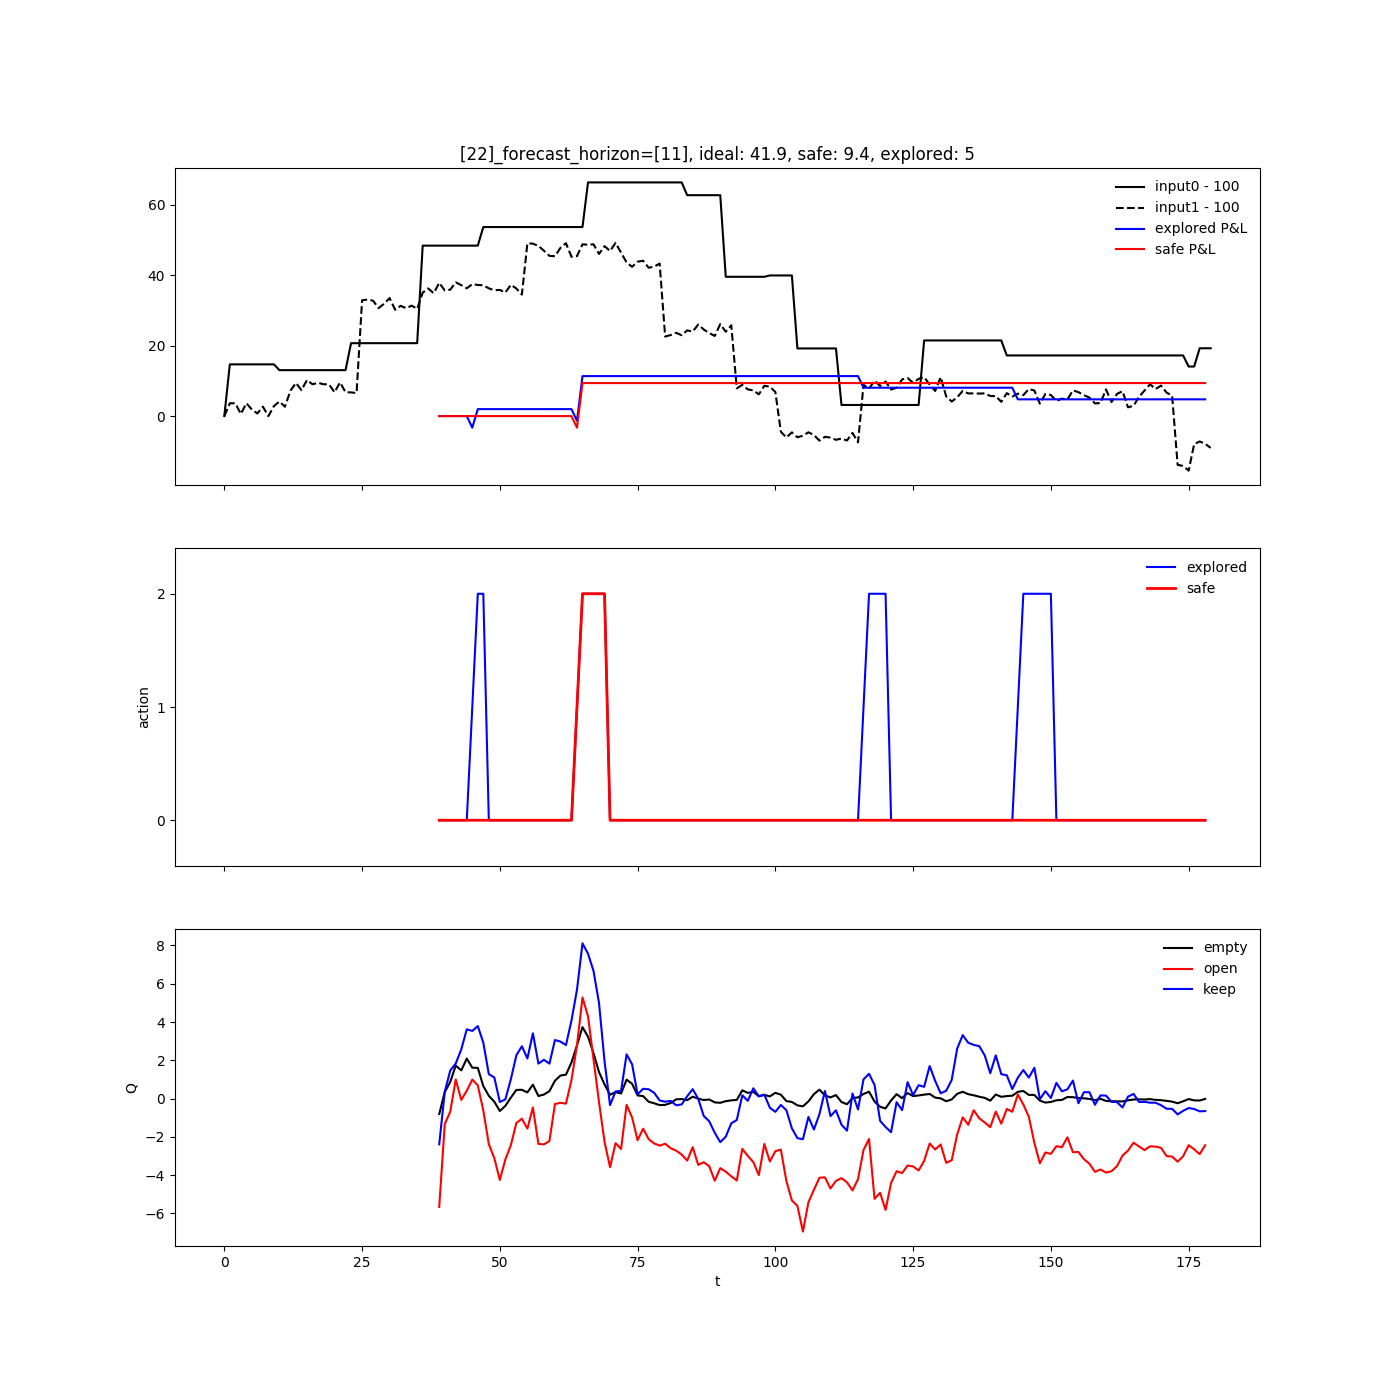 [22]_forecast_horizon=[11], ideal: 41.9, safe: 9.4, explored: 5
60
40
20
0
input0 - 100
input1 - 100
explored P&L
safe P&L
action
2
1
0
explored
safe
Q
8
6
4
2
0
−2
−4
−6
empty
open
keep
0 25 50 75 100 125 150 175
t